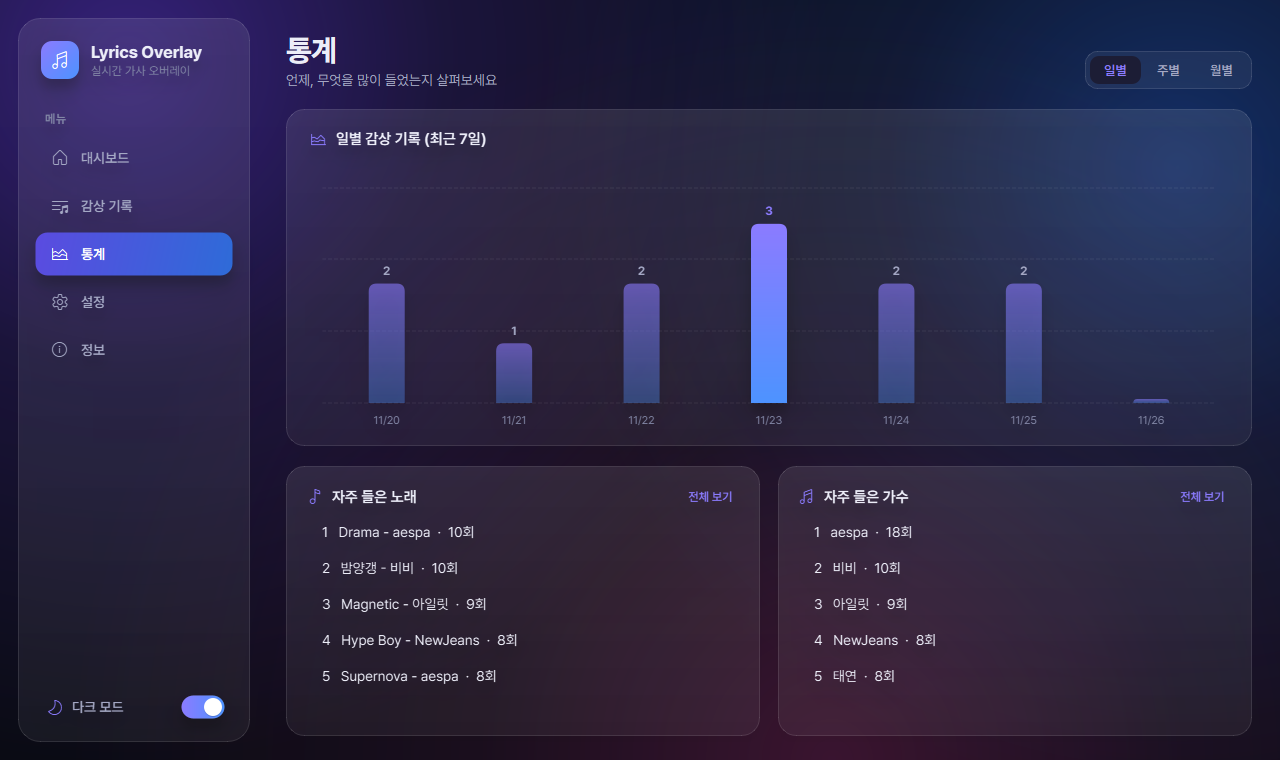 Lyrics Overlay
실시간 가사 오버레이
메뉴
대시보드
감상 기록
통계
설정
정보
다크 모드
통계
언제, 무엇을 많이 들었는지 살펴보세요
일별 주별 월별
일별 감상 기록 (최근 7일)
2 1 2 3 2 2
11/20 11/21 11/22 11/23 11/24 11/25 11/26
자주 들은 노래 전체 보기
1 Drama - aespa · 10회
2 밤양갱 - 비비 · 10회
3 Magnetic - 아일릿 · 9회
4 Hype Boy - NewJeans · 8회
5 Supernova - aespa · 8회
자주 들은 가수 전체 보기
1 aespa · 18회
2 비비 · 10회
3 아일릿 · 9회
4 NewJeans · 8회
5 태연 · 8회